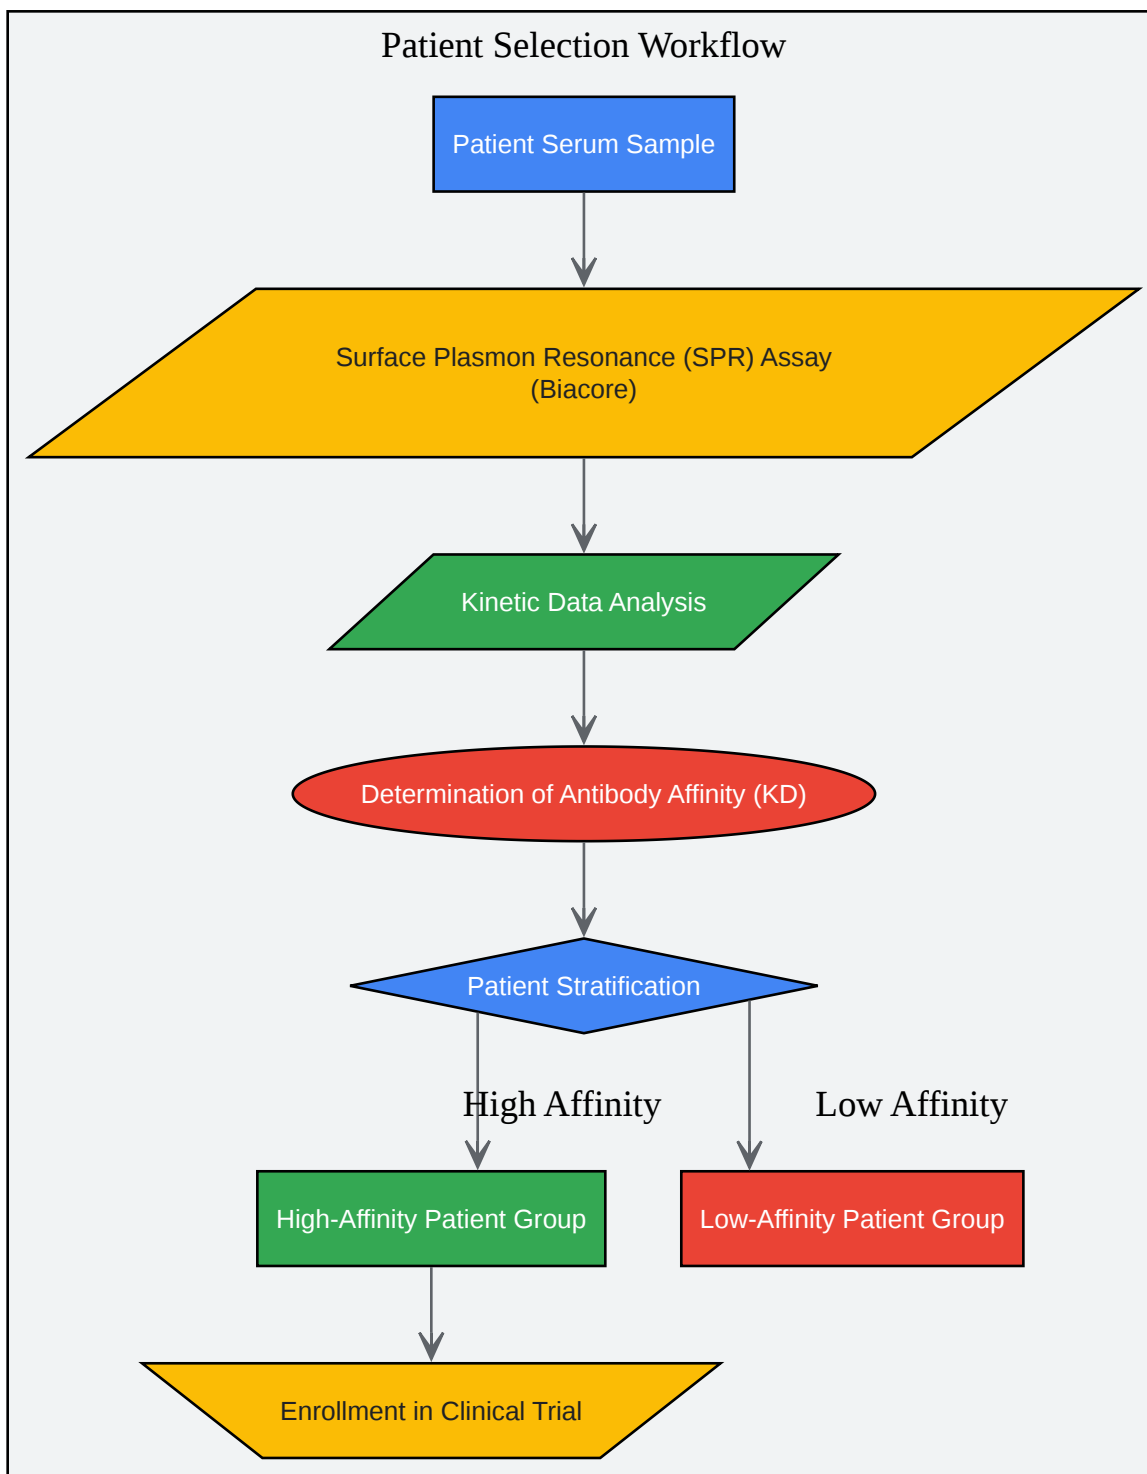 Patient Selection Workflow
Patient Serum Sample
Surface Plasmon Resonance (SPR) Assay
(Biacore)
Kinetic Data Analysis
Determination of Antibody Affinity (KD)
Patient Stratification
High Affinity
Low Affinity
High-Affinity Patient Group
Low-Affinity Patient Group
Enrollment in Clinical Trial